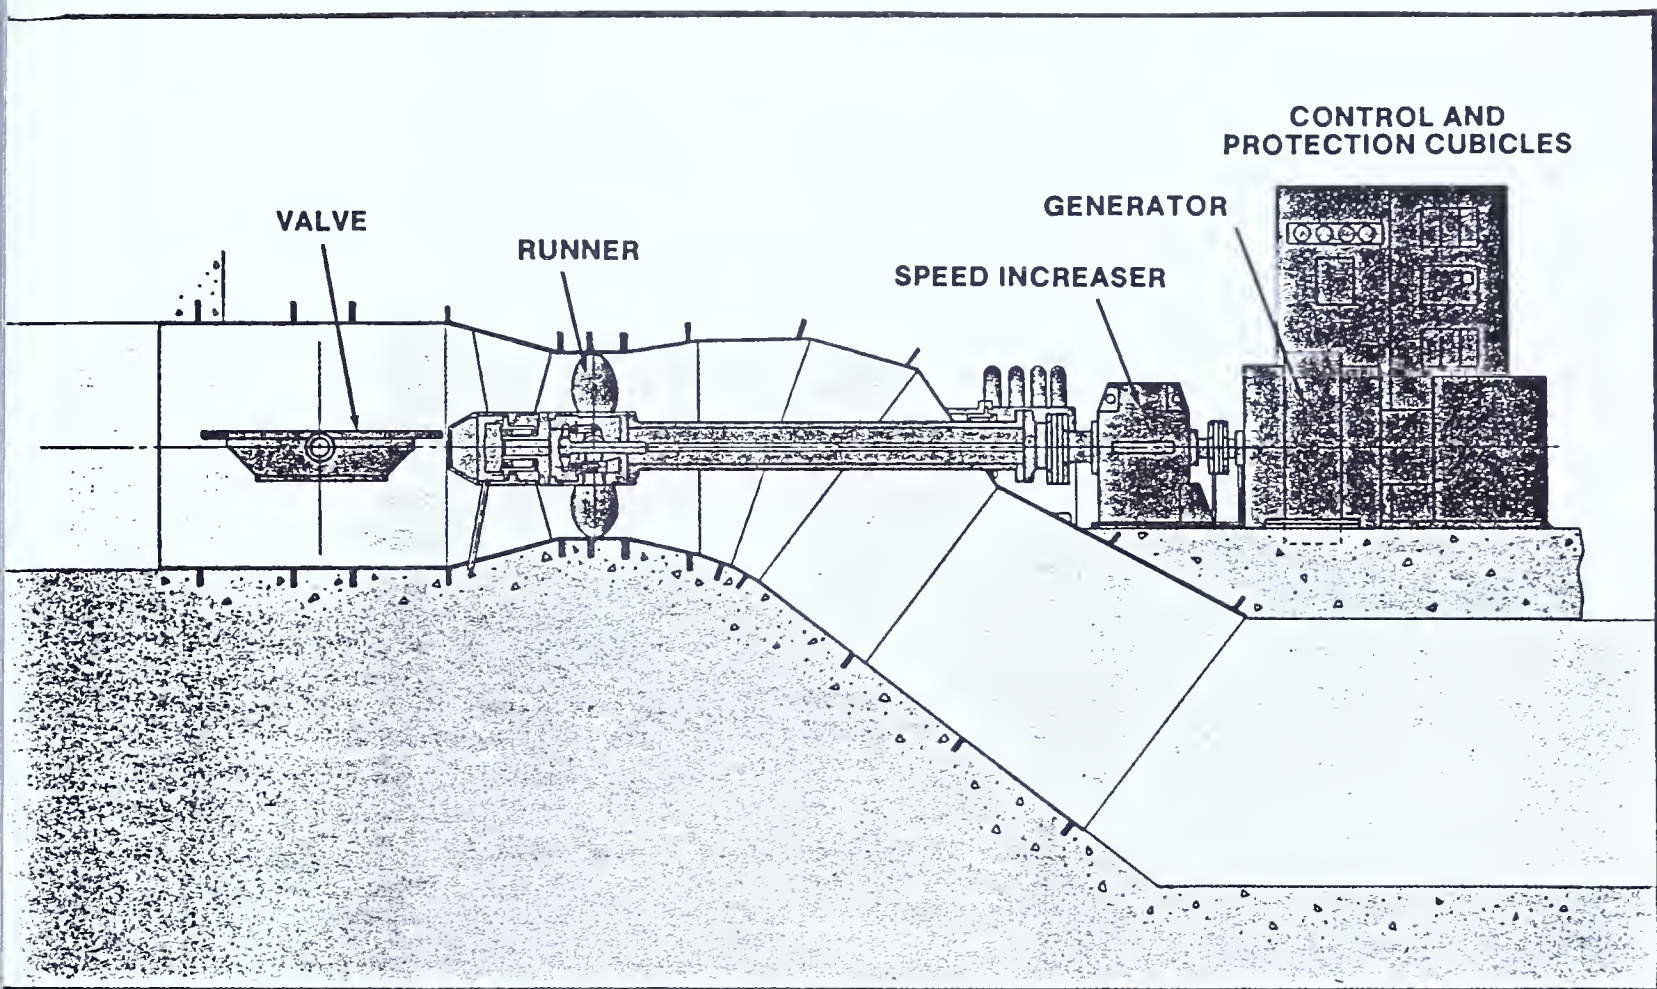 CONTROL AND
PROTECTION CUBICLES
GENERATOR
VALVE
RUNNER
SPEED INCREASER